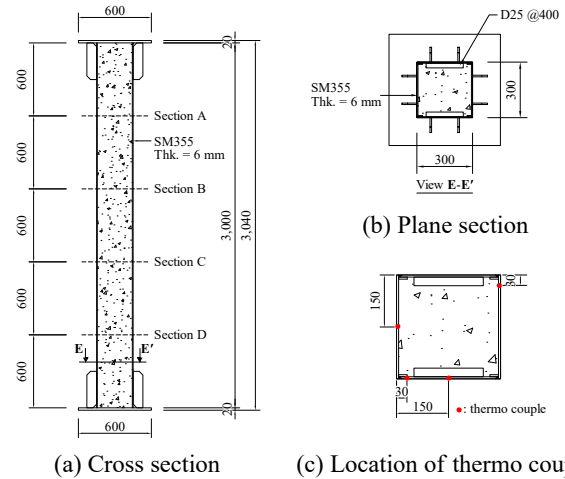 600
20
600
600
600
600
600
Section A
SM355
Thk. = 6 mm
Section B
Section C
Section D
E
E′
3,000
3,040
20
600
(a) Cross section
D25 @400
SM355
Thk. = 6 mm
300
300
View E-E′
(b) Plane section
30
150
30
150
: thermo couple
(c) Location of thermo cou